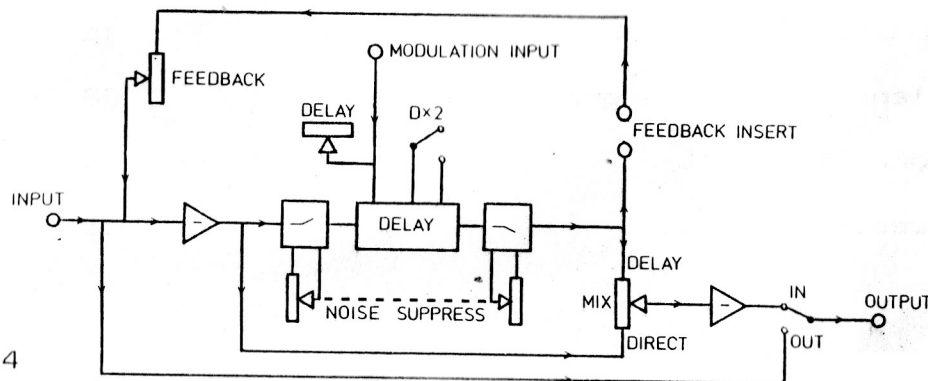 MODULATION INPUT
FEEDBACK
DELAY
D×2
FEEDBACK INSERT
INPUT
DELAY
DELAY
MIX
IN
OUTPUT
NOISE SUPPRESS
OUT
DIRECT
4